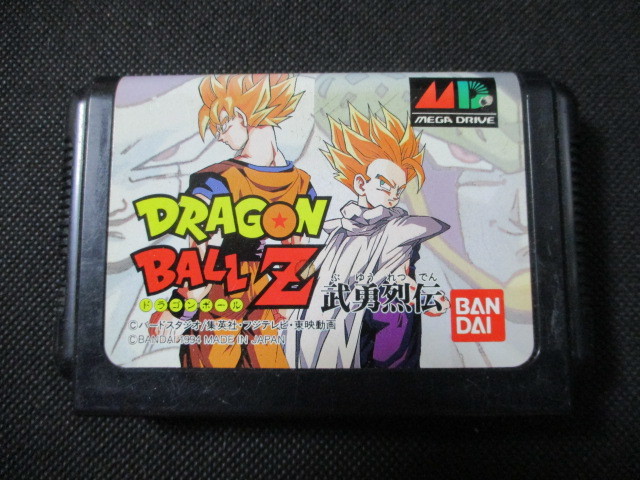 MD
MEGA DRIVE
DRAGON
BALL Z
ドラゴンボール
ぶ ゆう れつ でん
武勇烈伝
BAN
DAI
©バードスタジオ/集英社・フジテレビ・東映動画
©BANDAI 1994 MADE IN JAPAN